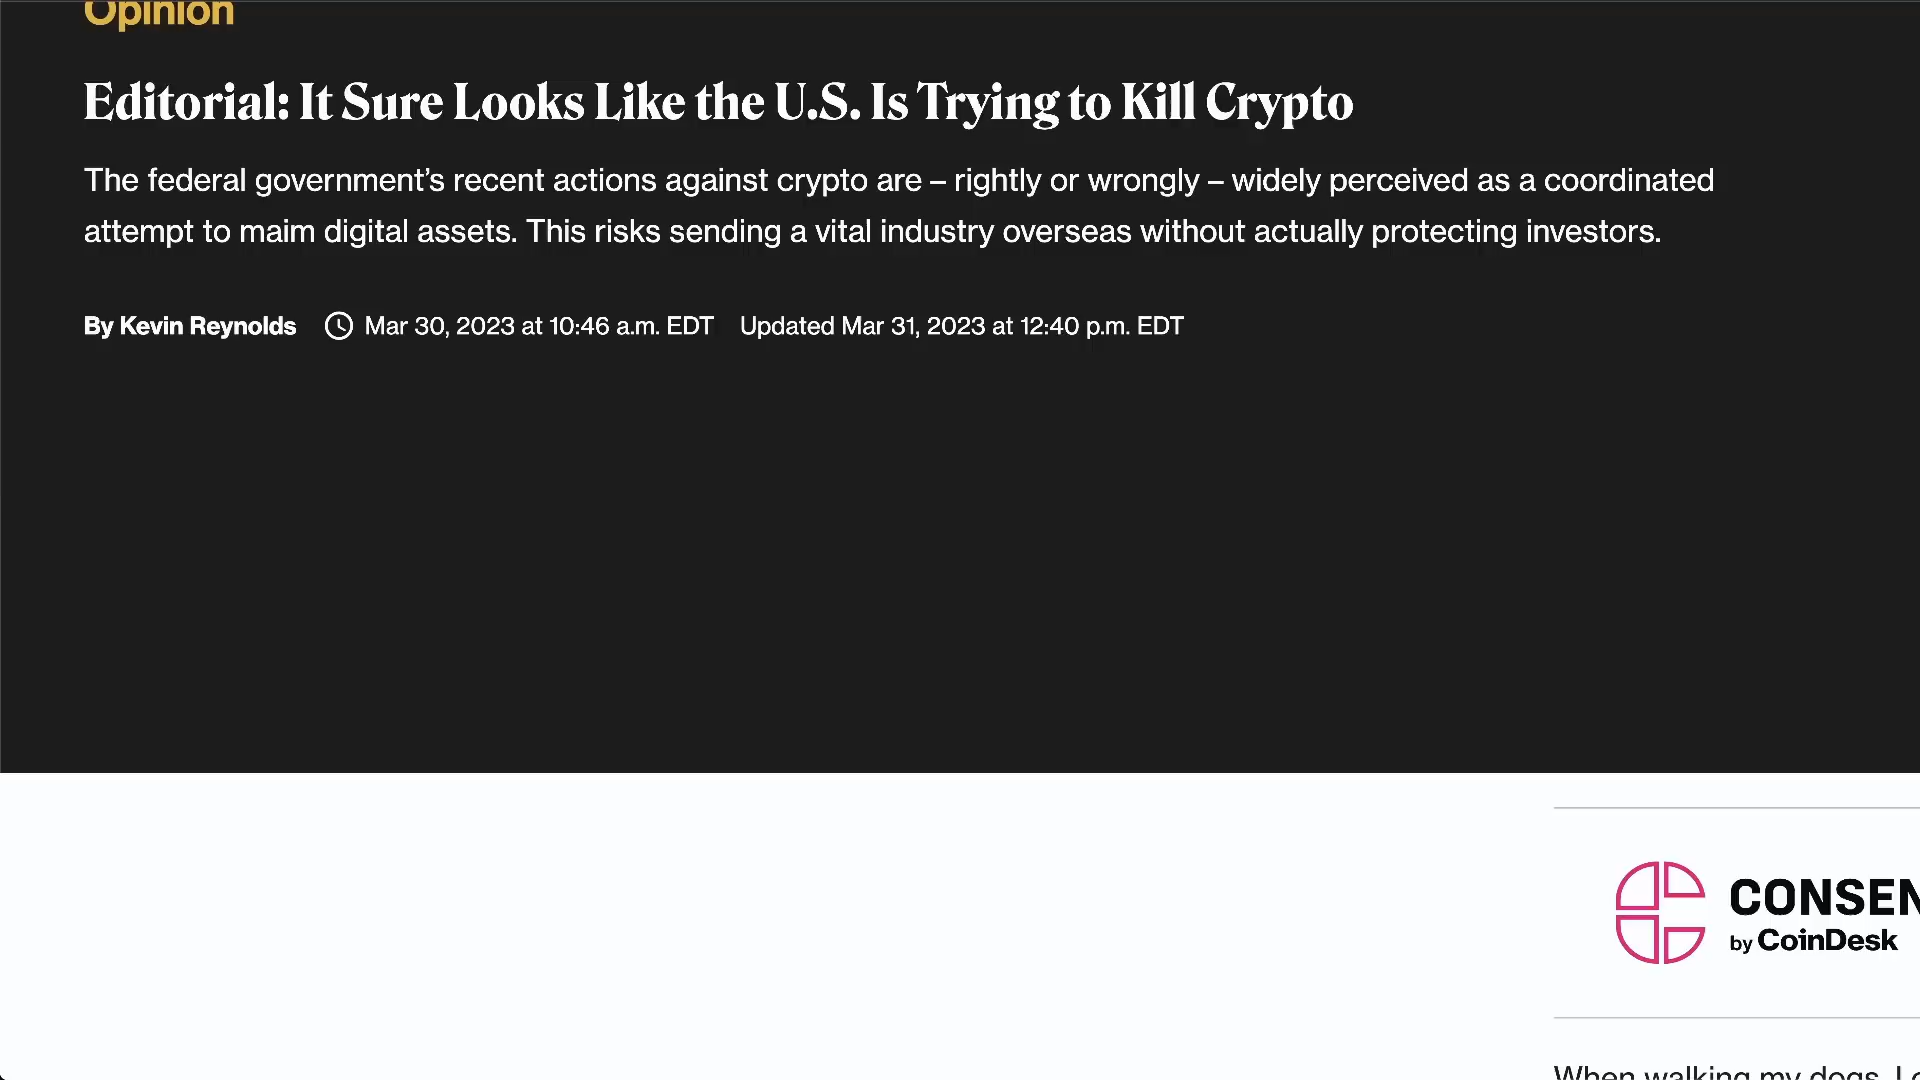 Opinion
Editorial: It Sure Looks Like the U.S. Is Trying to Kill Crypto
The federal government’s recent actions against crypto are – rightly or wrongly – widely perceived as a coordinated
attempt to maim digital assets. This risks sending a vital industry overseas without actually protecting investors.
By Kevin Reynolds Mar 30, 2023 at 10:46 a.m. EDT Updated Mar 31, 2023 at 12:40 p.m. EDT
CONSEN
by CoinDesk
When walking my dogs, I